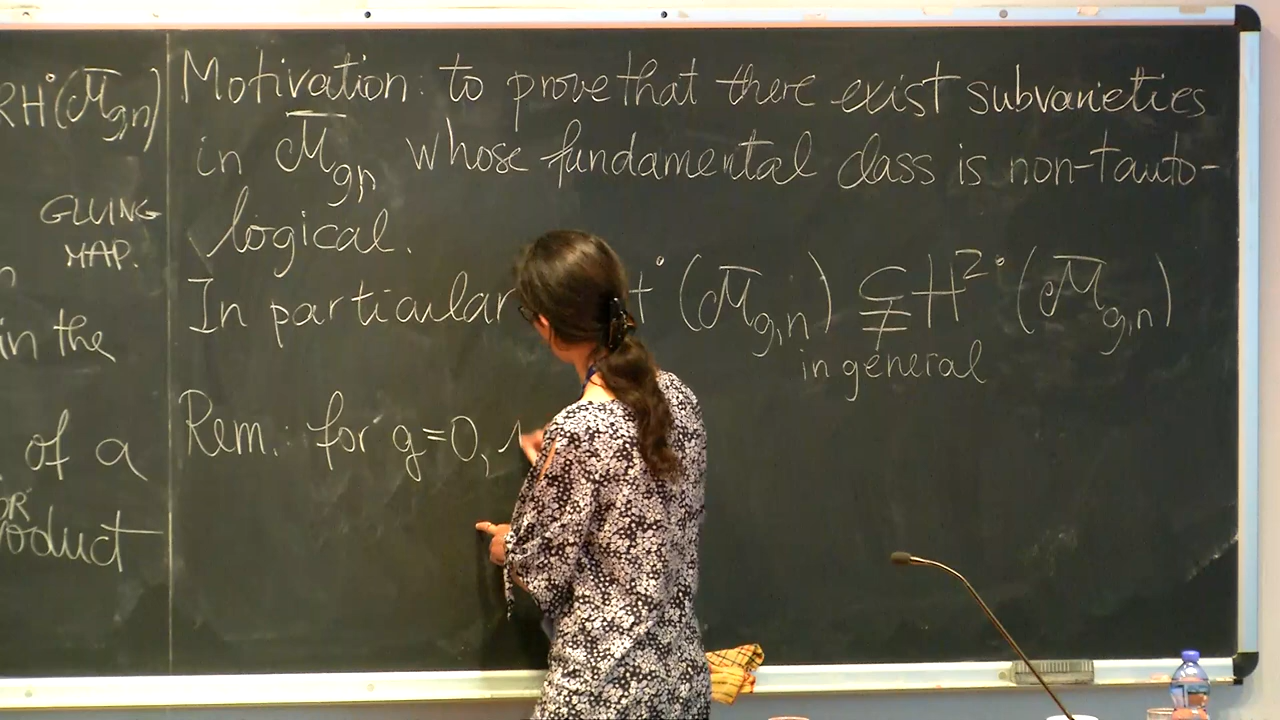 RH˙(M̄g,n)
GLUING
MAP.
in the
of a
OR
oduct
Motivation: to prove that there exist subvarieties
in M̄g,n whose fundamental class is non-tauto-
logical.
In particular ˙(M̄g,n) ⊊ H²˙(M̄g,n)
in general
Rem.: for g=0,